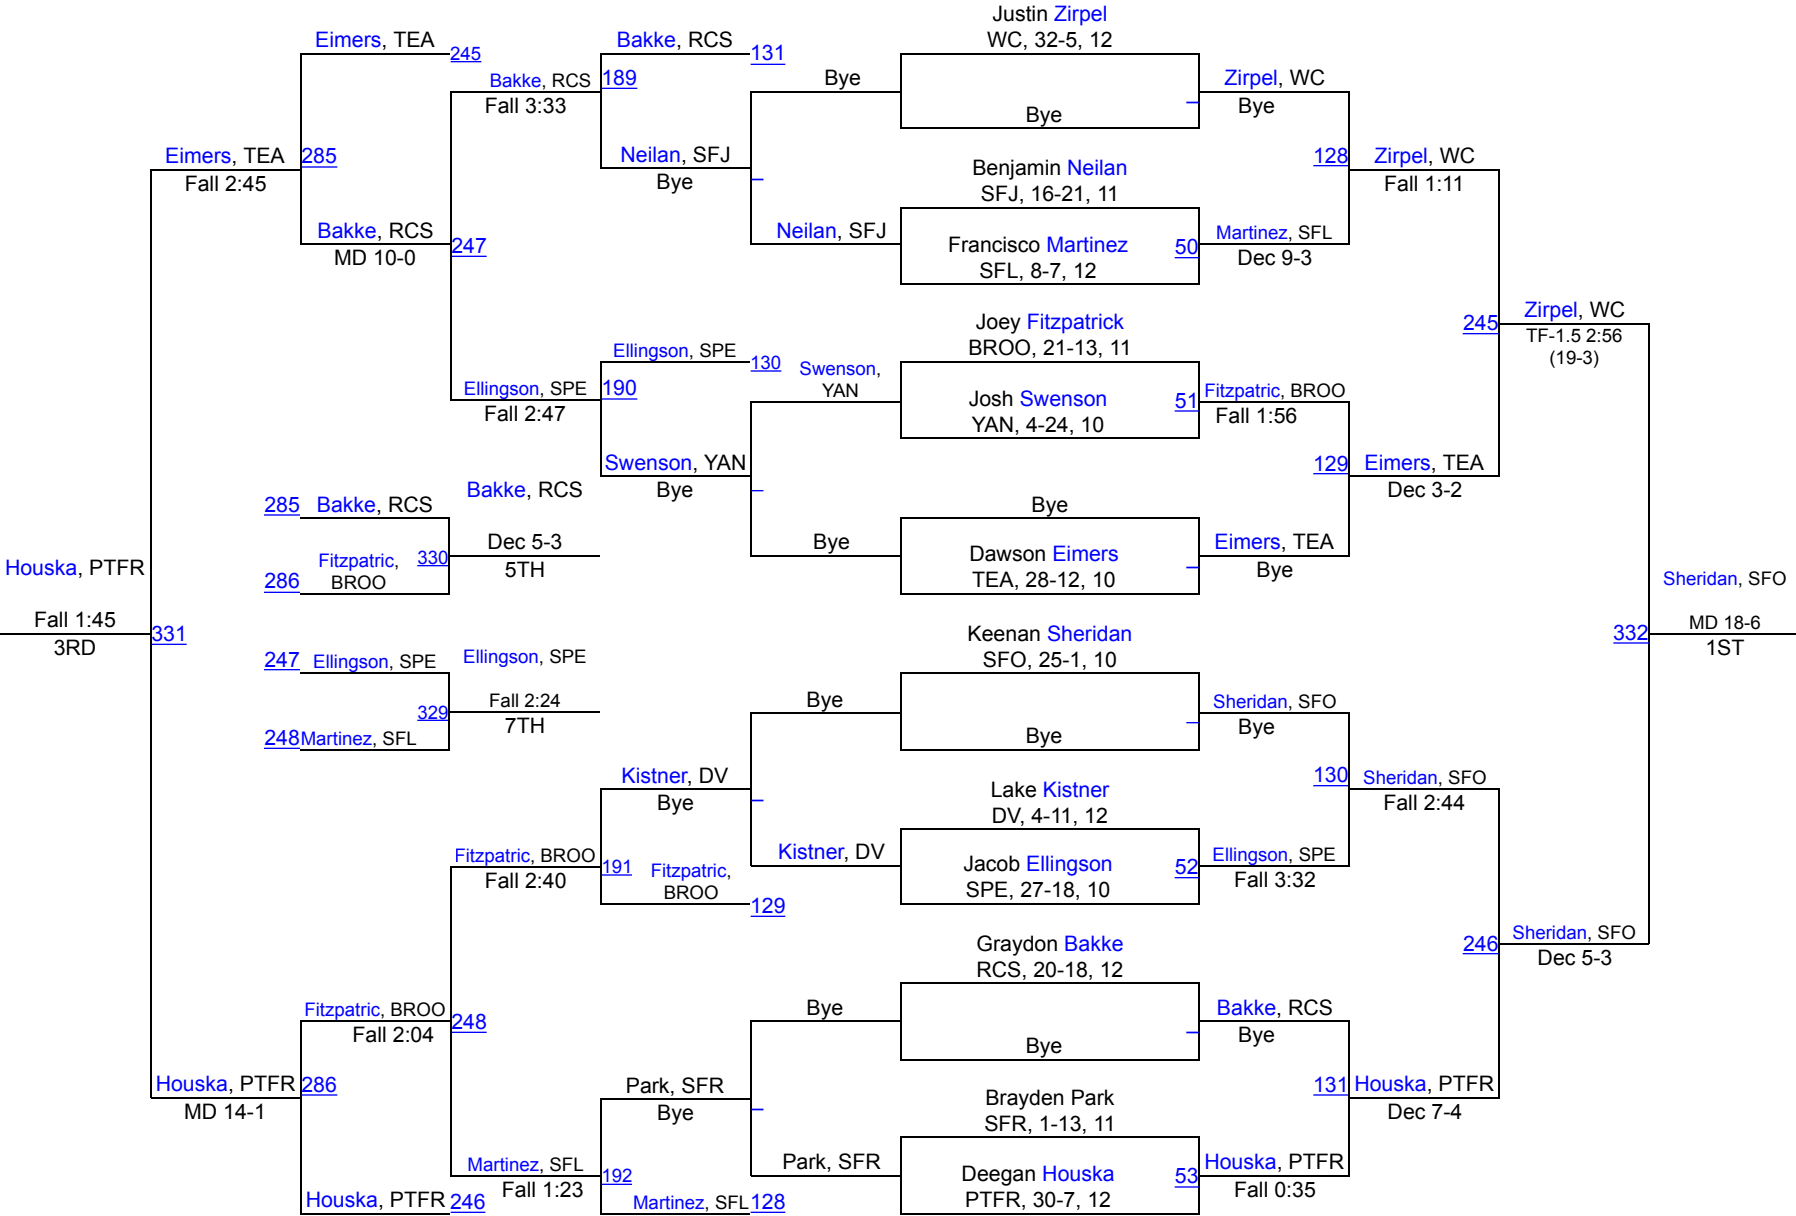 Justin Zirpel
WC, 32-5, 12
Eimers, TEA
245
Bakke, RCS
131
Bakke, RCS
189
Fall 3:33
Bye
Bye
Zirpel, WC
Bye
Eimers, TEA
285
Fall 2:45
Neilan, SFJ
Bye
Benjamin Neilan
SFJ, 16-21, 11
128
Zirpel, WC
Fall 1:11
Bakke, RCS
247
MD 10-0
Neilan, SFJ
Francisco Martinez
SFL, 8-7, 12
50
Martinez, SFL
Dec 9-3
Joey Fitzpatrick
BROO, 21-13, 11
245
Zirpel, WC
TF-1.5 2:56
(19-3)
Ellingson, SPE
130
Swenson,
YAN
Ellingson, SPE
190
Fall 2:47
Josh Swenson
YAN, 4-24, 10
51
Fitzpatric, BROO
Fall 1:56
Swenson, YAN
Bye
129
Eimers, TEA
Dec 3-2
285
Bakke, RCS
Bakke, RCS
Bye
Fitzpatric,
BROO
330
286
Dec 5-3
5TH
Bye
Dawson Eimers
TEA, 28-12, 10
Eimers, TEA
Bye
Houska, PTFR
Fall 1:45
3RD
331
Sheridan, SFO
332
MD 18-6
1ST
Keenan Sheridan
SFO, 25-1, 10
247
Ellingson, SPE
Ellingson, SPE
329
Fall 2:24
7TH
248
Martinez, SFL
Bye
Bye
Sheridan, SFO
Bye
Kistner, DV
Bye
Lake Kistner
DV, 4-11, 12
130
Sheridan, SFO
Fall 2:44
Fitzpatric, BROO
Fall 2:40
191
Fitzpatric,
BROO
129
Kistner, DV
Jacob Ellingson
SPE, 27-18, 10
52
Ellingson, SPE
Fall 3:32
Graydon Bakke
RCS, 20-18, 12
246
Sheridan, SFO
Dec 5-3
Fitzpatric, BROO
248
Fall 2:04
Bye
Bye
Bakke, RCS
Bye
Houska, PTFR
286
MD 14-1
Park, SFR
Bye
Brayden Park
SFR, 1-13, 11
131
Houska, PTFR
Dec 7-4
Martinez, SFL
192
Fall 1:23
Park, SFR
Deegan Houska
PTFR, 30-7, 12
53
Houska, PTFR
Fall 0:35
Houska, PTFR
246
Martinez, SFL
128